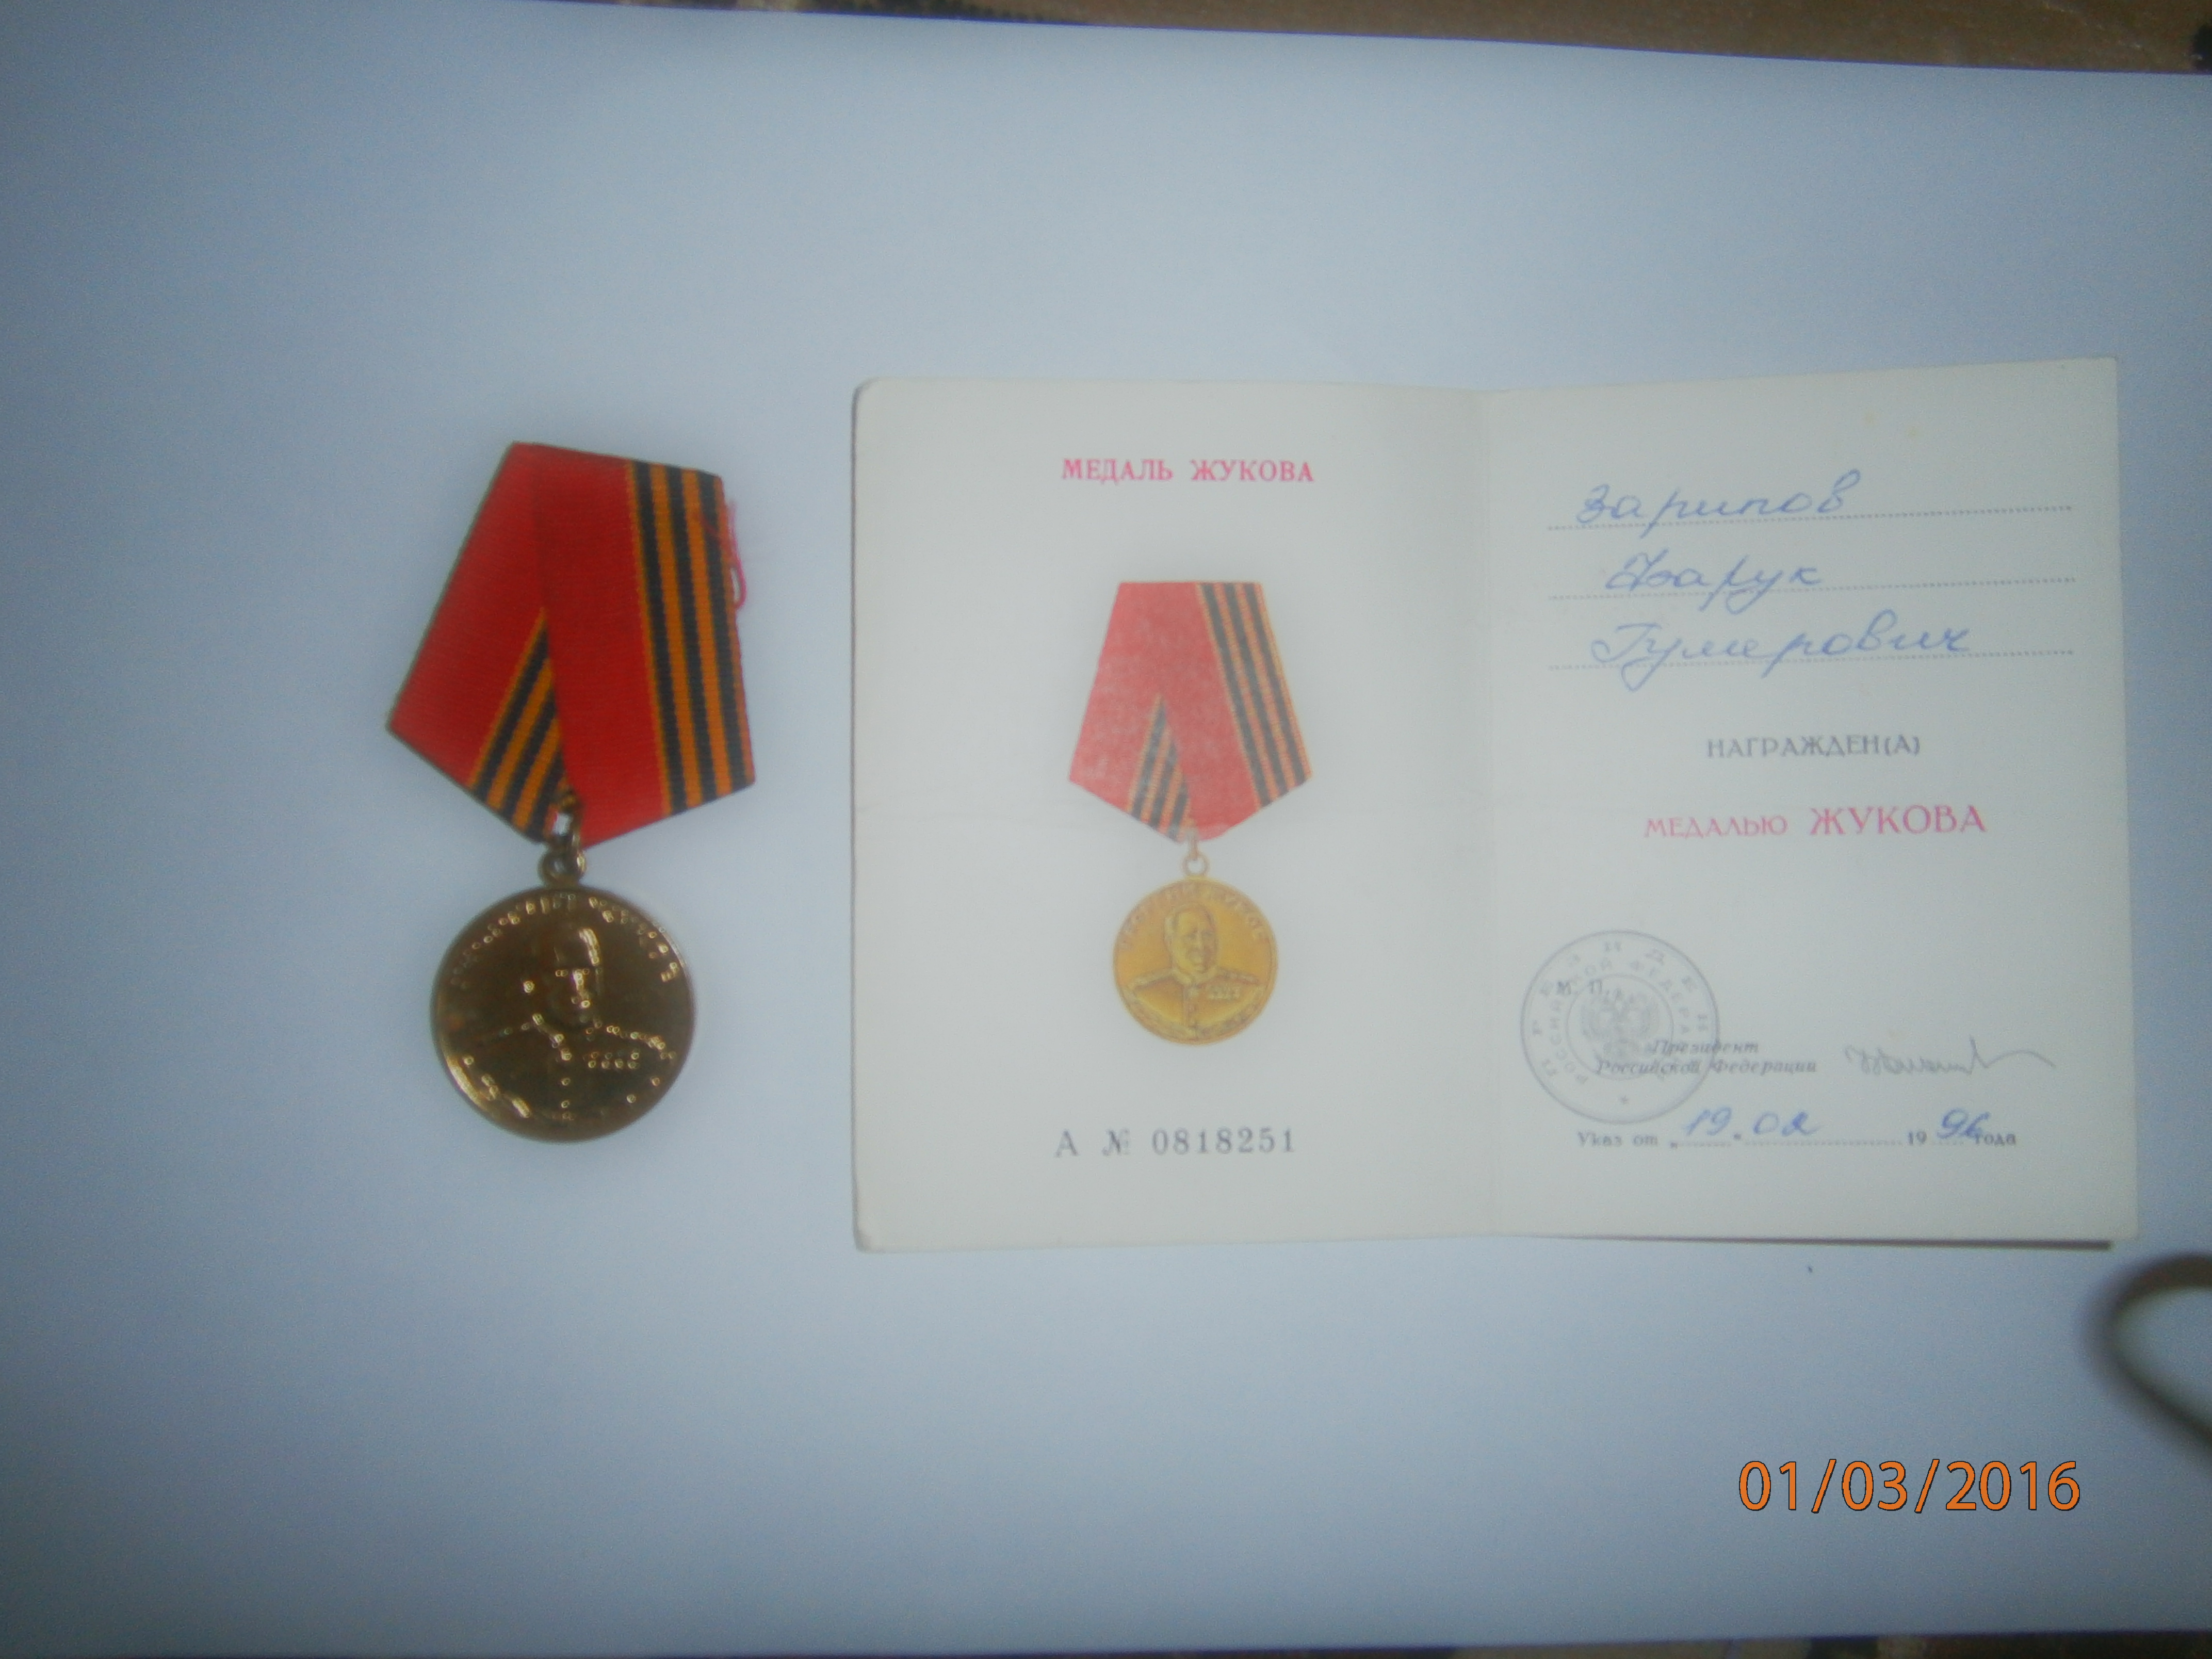 МЕДАЛЬ ЖУКОВА
А № 0818251
Зарипов
Фарук
Гумерович
НАГРАЖДЕН(А)
МЕДАЛЬЮ ЖУКОВА
М. П.
Президент
Российской Федерации
Указ от „19.“ 02 1996 года
01/03/2016